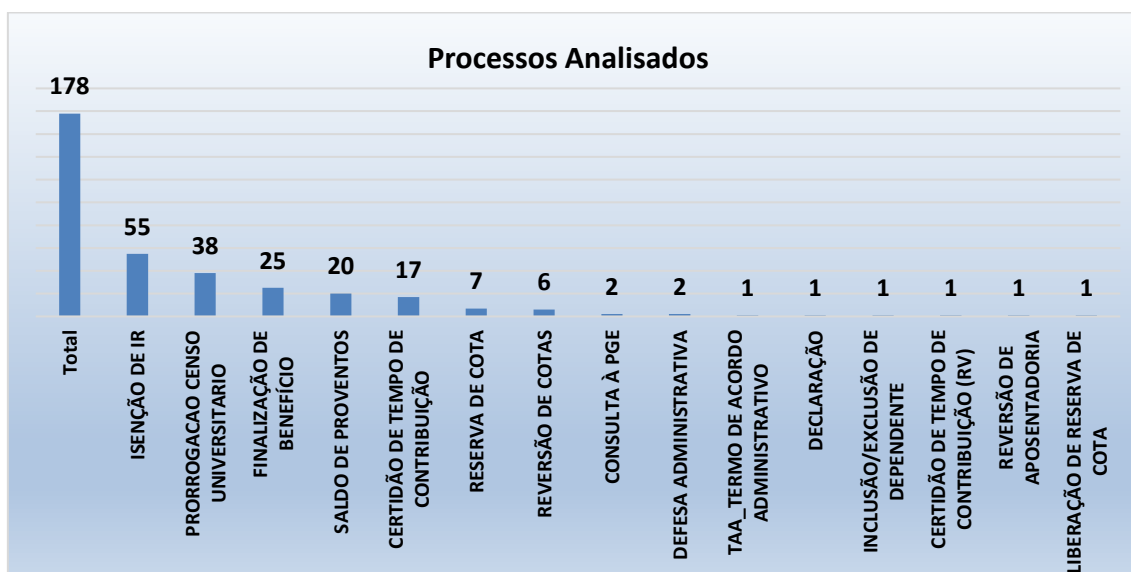 Processos Analisados
178
55
38
25
20
17
7
6
2
2
1
1
1
1
1
1
Total
ISENÇÃO DE IR
PRORROGACAO CENSO
UNIVERSITARIO
FINALIZAÇÃO DE
BENEFÍCIO
SALDO DE PROVENTOS
CERTIDÃO DE TEMPO DE
CONTRIBUIÇÃO
RESERVA DE COTA
REVERSÃO DE COTAS
CONSULTA À PGE
DEFESA ADMINISTRATIVA
TAA_TERMO DE ACORDO
ADMINISTRATIVO
DECLARAÇÃO
INCLUSÃO/EXCLUSÃO DE
DEPENDENTE
CERTIDÃO DE TEMPO DE
CONTRIBUIÇÃO (RV)
REVERSÃO DE
APOSENTADORIA
LIBERAÇÃO DE RESERVA DE
COTA